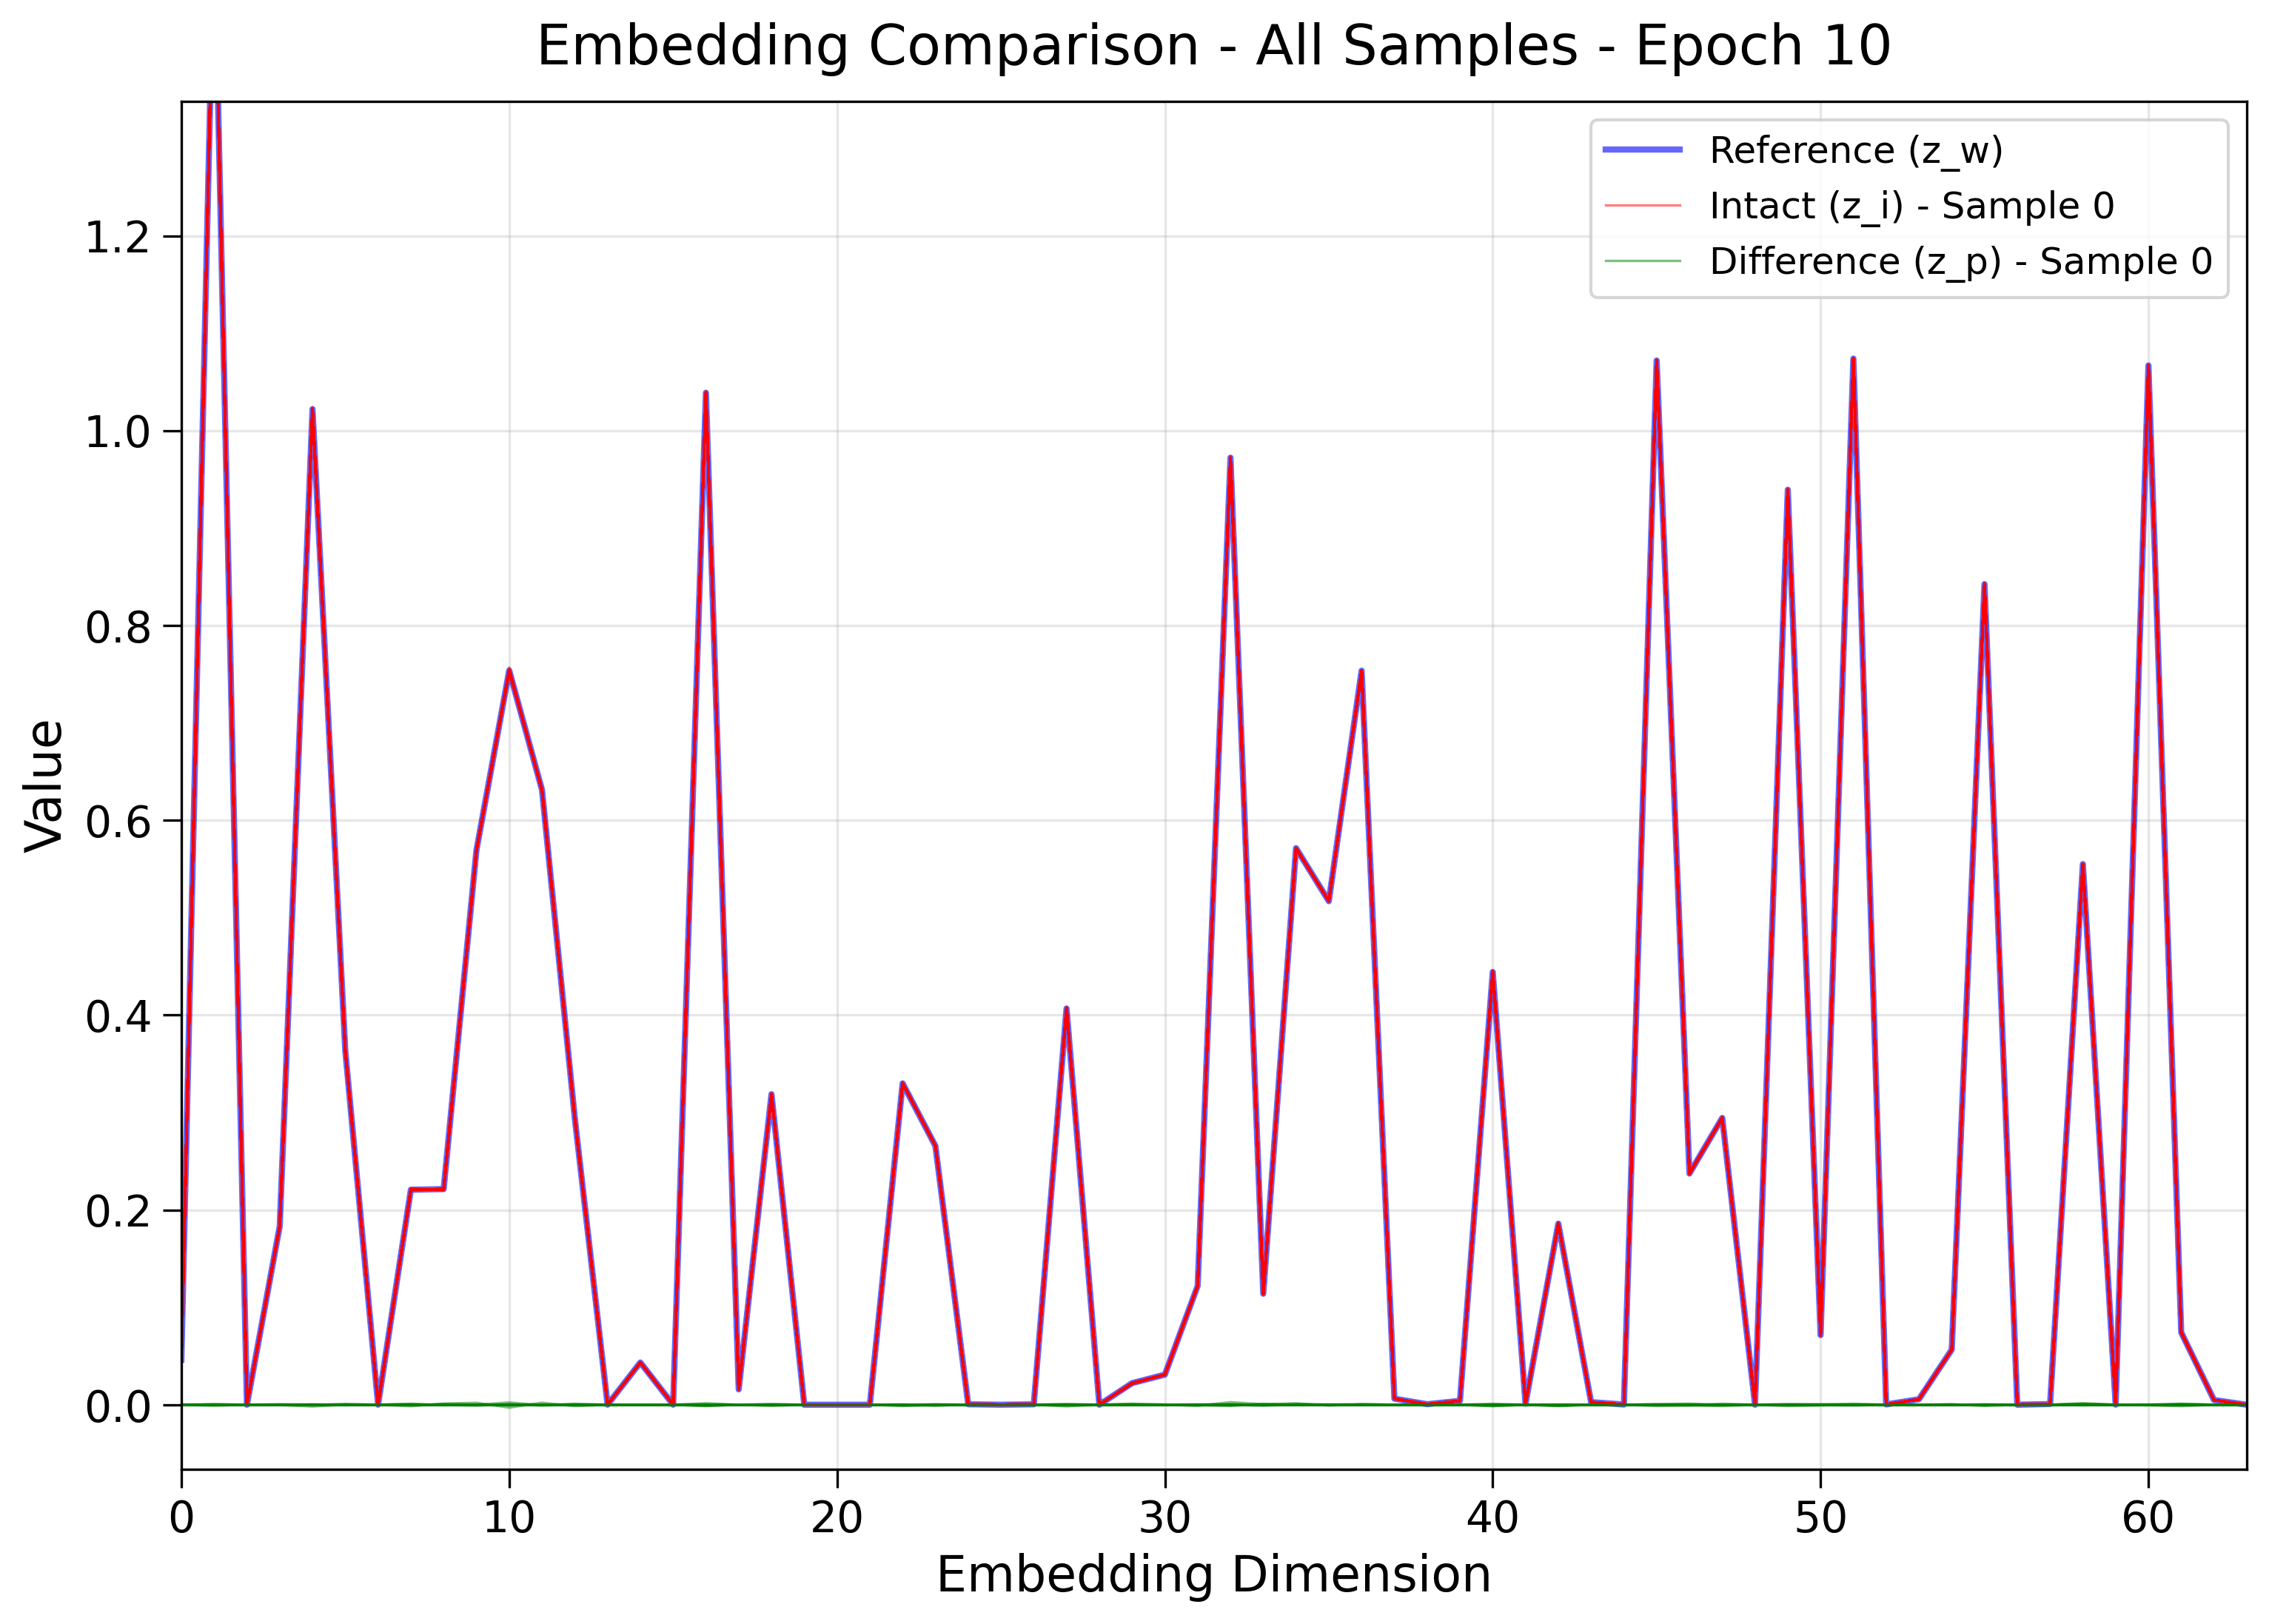 Embedding Comparison - All Samples - Epoch 10
Reference (z_w)
Intact (z_i) - Sample 0
Difference (z_p) - Sample 0
1.2
1.0
0.8
0.6
0.4
0.2
0.0
Value
0 10 20 30 40 50 60
Embedding Dimension